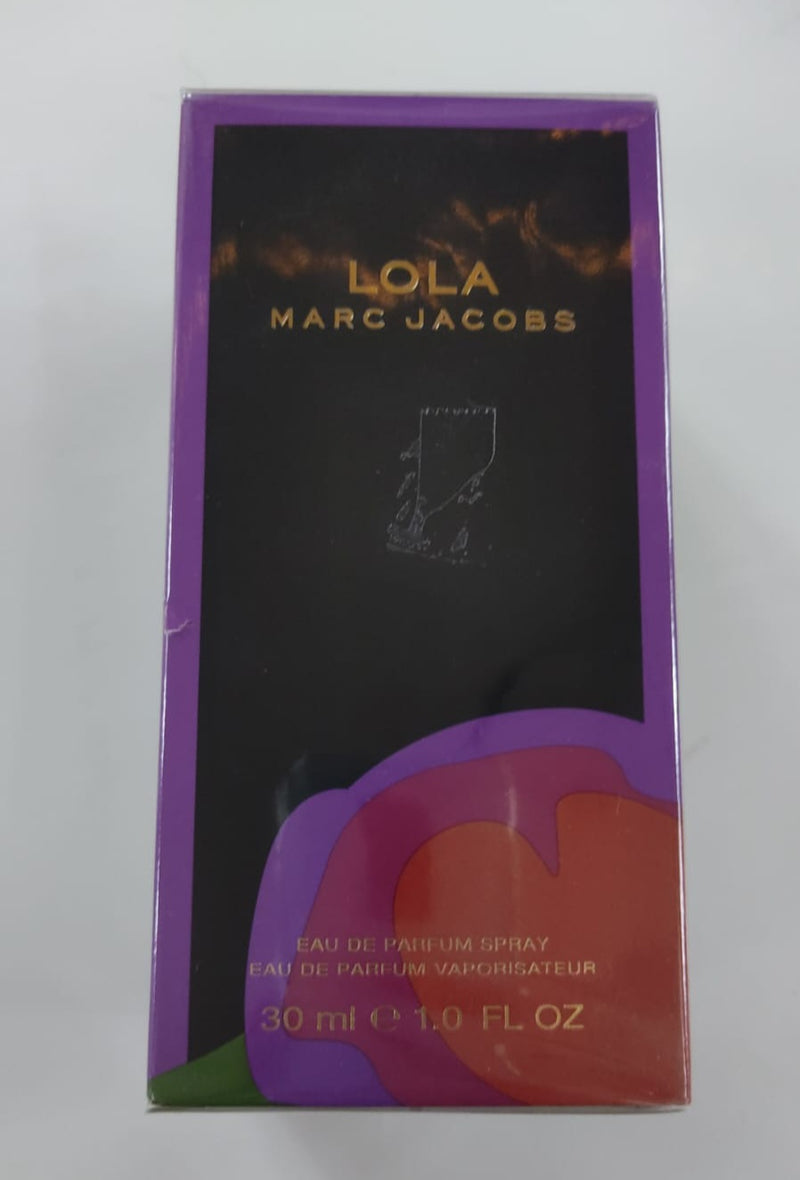 LOLA
MARC JACOBS
EAU DE PARFUM SPRAY
EAU DE PARFUM VAPORISATEUR
30 ml ℮ 1.0 FL OZ